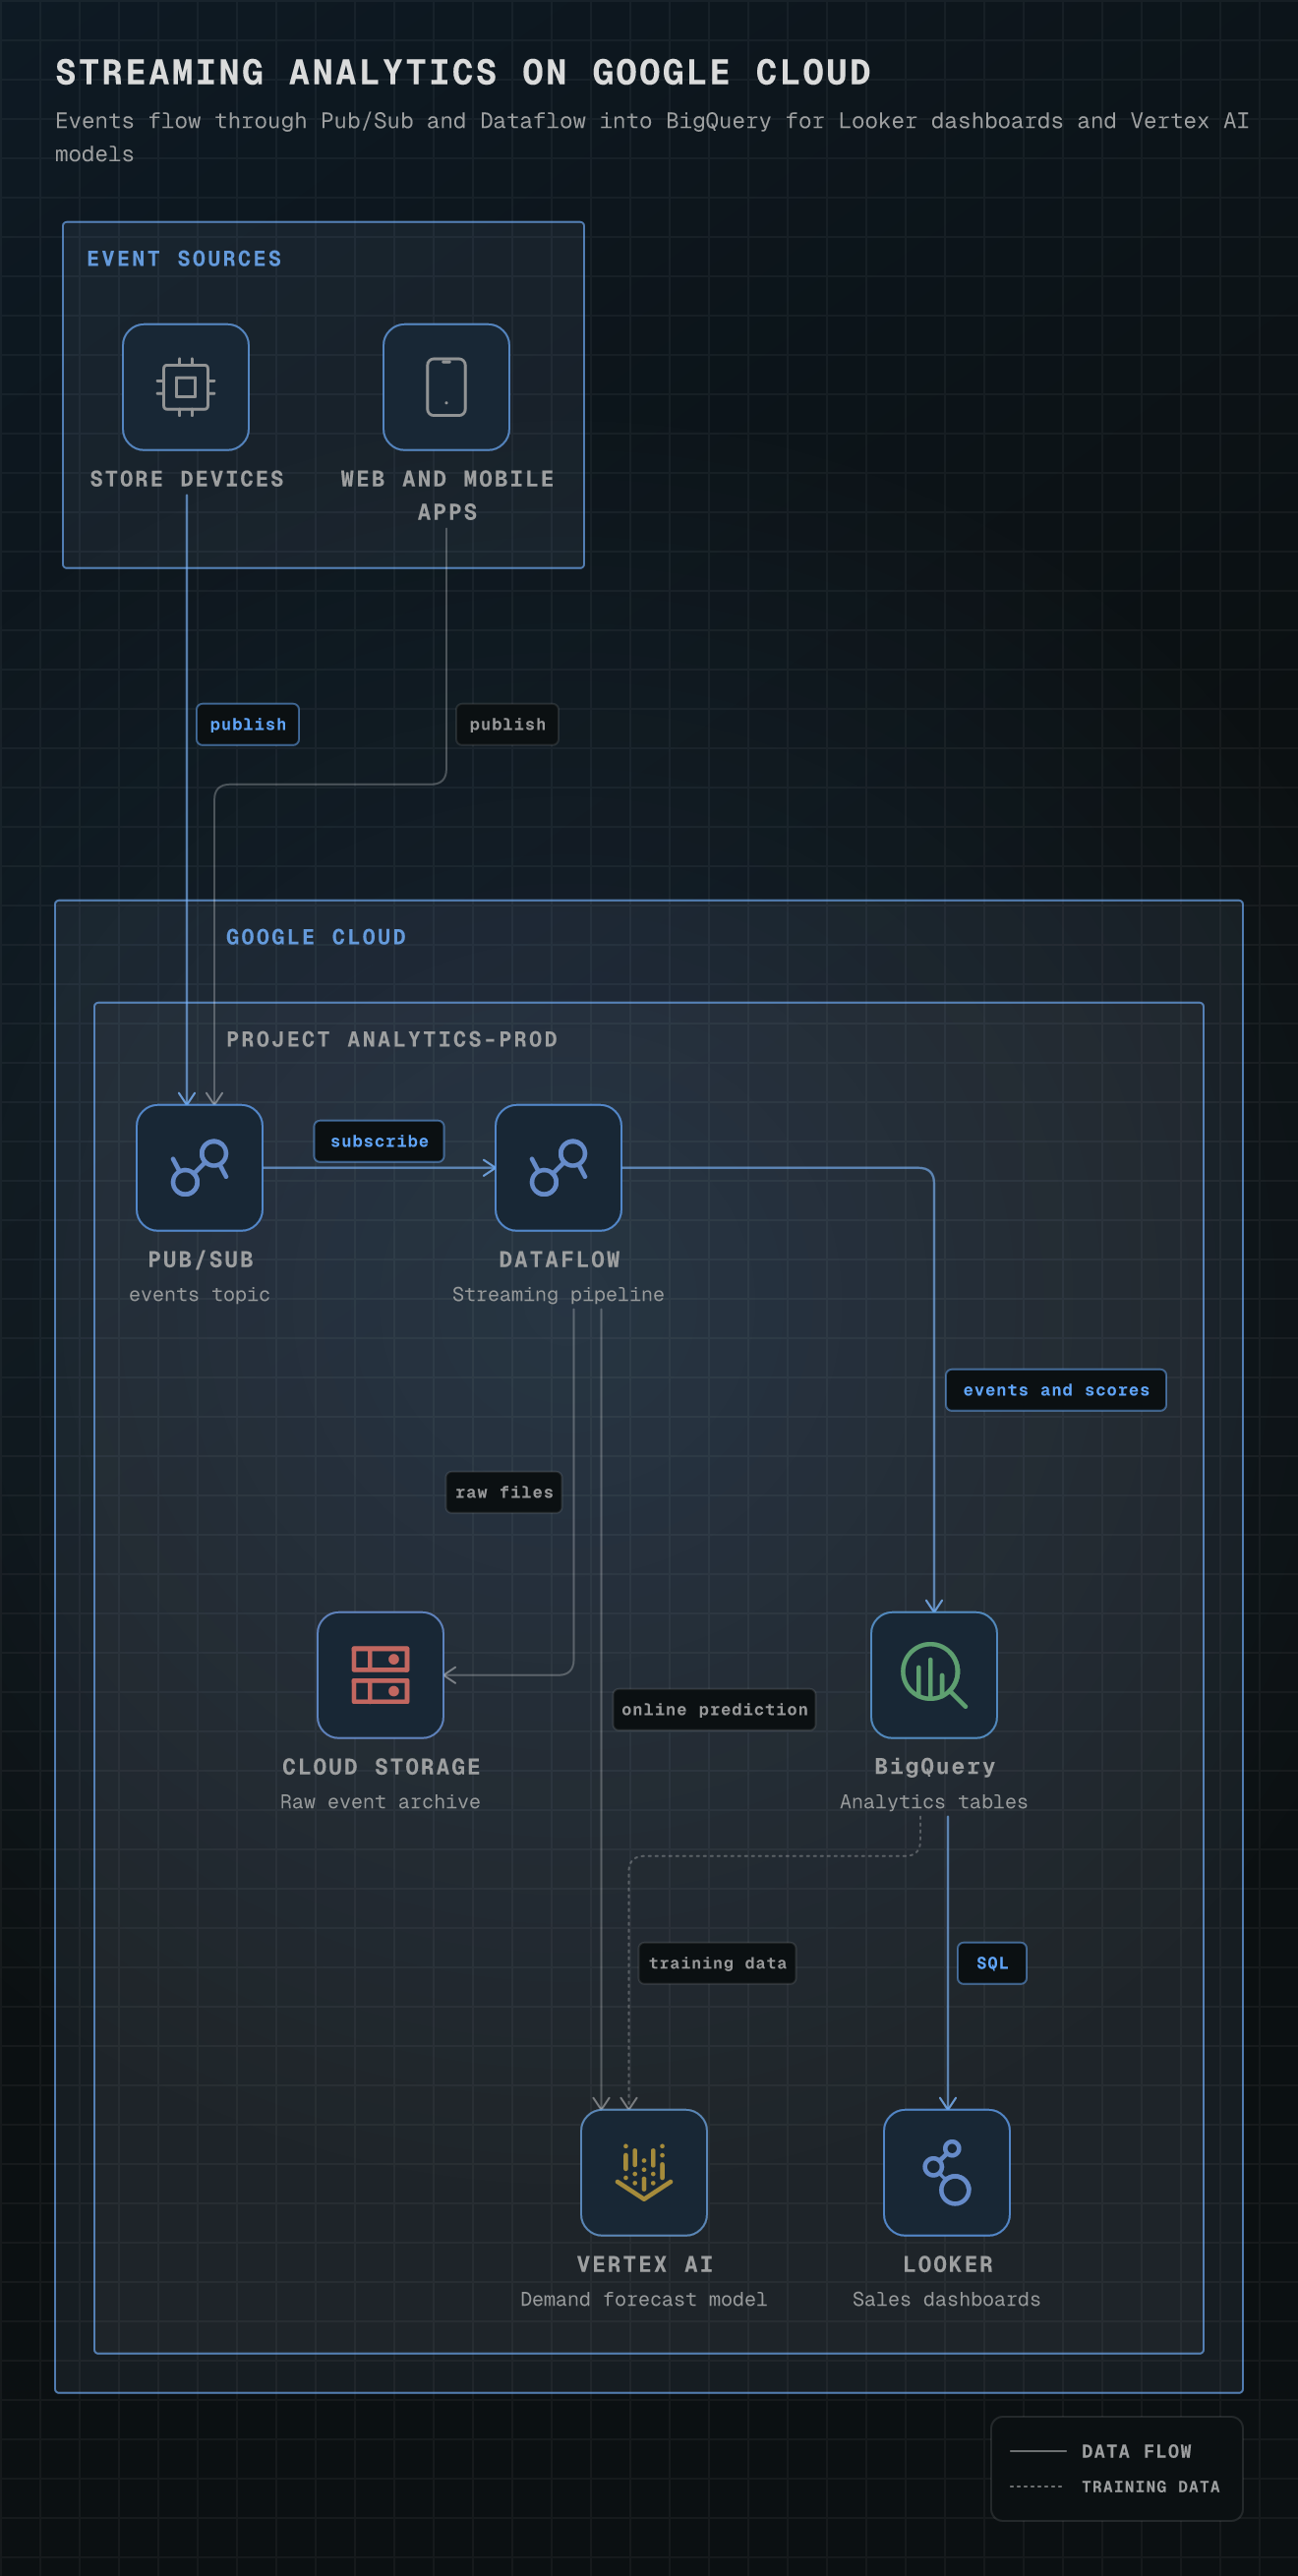 STREAMING ANALYTICS ON GOOGLE CLOUD
Events flow through Pub/Sub and Dataflow into BigQuery for Looker dashboards and Vertex AI
models
EVENT SOURCES
STORE DEVICES
WEB AND MOBILE
APPS
publish
publish
GOOGLE CLOUD
PROJECT ANALYTICS-PROD
subscribe
PUB/SUB
events topic
DATAFLOW
Streaming pipeline
events and scores
raw files
online prediction
CLOUD STORAGE
Raw event archive
BigQuery
Analytics tables
training data
SQL
VERTEX AI
Demand forecast model
LOOKER
Sales dashboards
DATA FLOW
TRAINING DATA